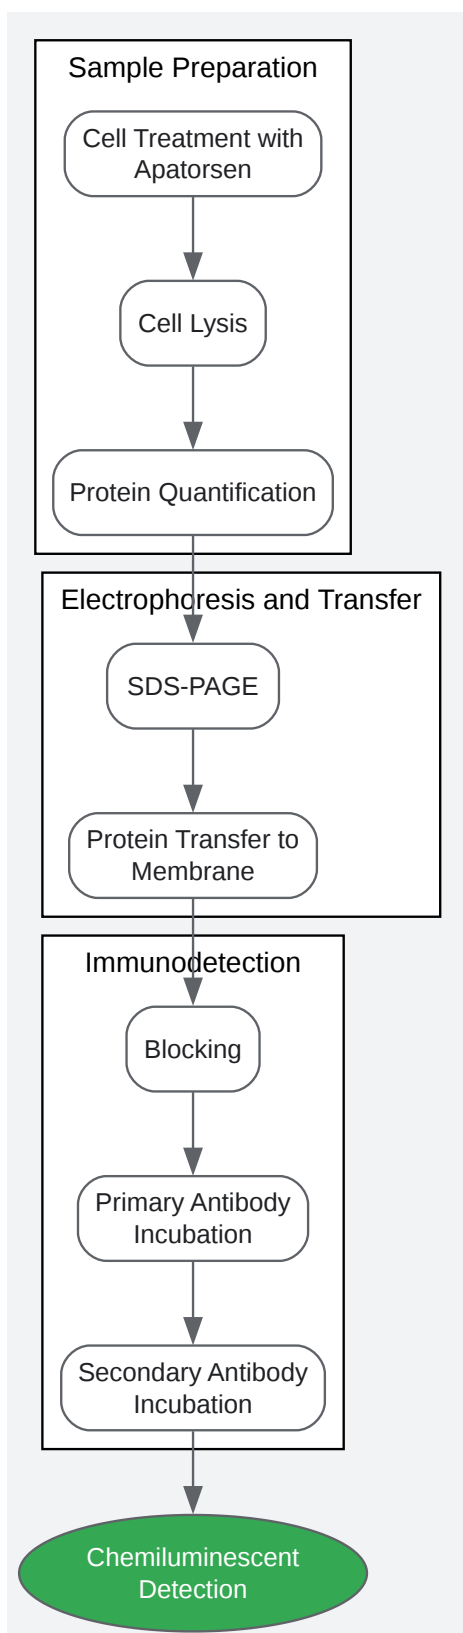 Sample Preparation
Cell Treatment with
Apatorsen
Cell Lysis
Protein Quantification
Electrophoresis and Transfer
SDS-PAGE
Protein Transfer to
Membrane
Immunodetection
Blocking
Primary Antibody
Incubation
Secondary Antibody
Incubation
Chemiluminescent
Detection